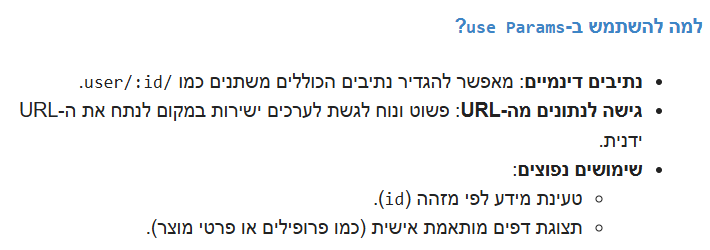 למה להשתמש ב-use Params?
נתיבים דינמיים: מאפשר להגדיר נתיבים הכוללים משתנים כמו /user/:id.
גישה לנתונים מה-URL: פשוט ונוח לגשת לערכים ישירות במקום לנתח את ה-URL
ידנית.
שימושים נפוצים:
טעינת מידע לפי מזהה (id).
תצוגת דפים מותאמת אישית (כמו פרופילים או פרטי מוצר).